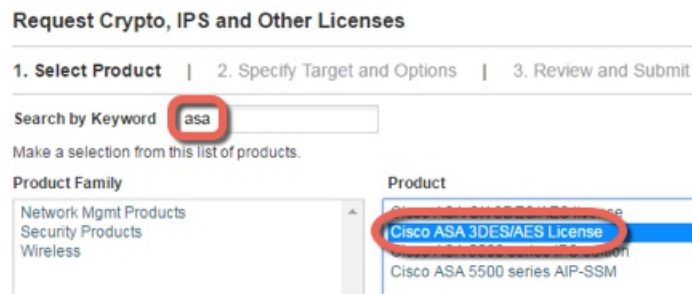 Request Crypto, IPS and Other Licenses
1. Select Product | 2. Specify Target and Options | 3. Review and Submit
Search by Keyword asa
Make a selection from this list of products.
Product Family Product
Network Mgmt Products
Security Products
Wireless
Cisco ASA 3DES/AES License
Cisco ASA 5500 series AIP-SSM